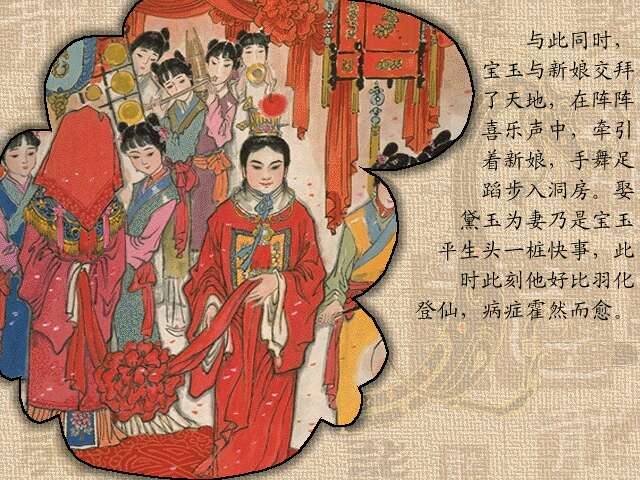 与此同时，
宝玉与新娘交拜
了天地，在阵阵
喜乐声中，牵引
着新娘，手舞足
蹈步入洞房。娶
黛玉为妻乃是宝玉
平生头一桩快事，此
时此刻他好比羽化
登仙，病症霍然而愈。